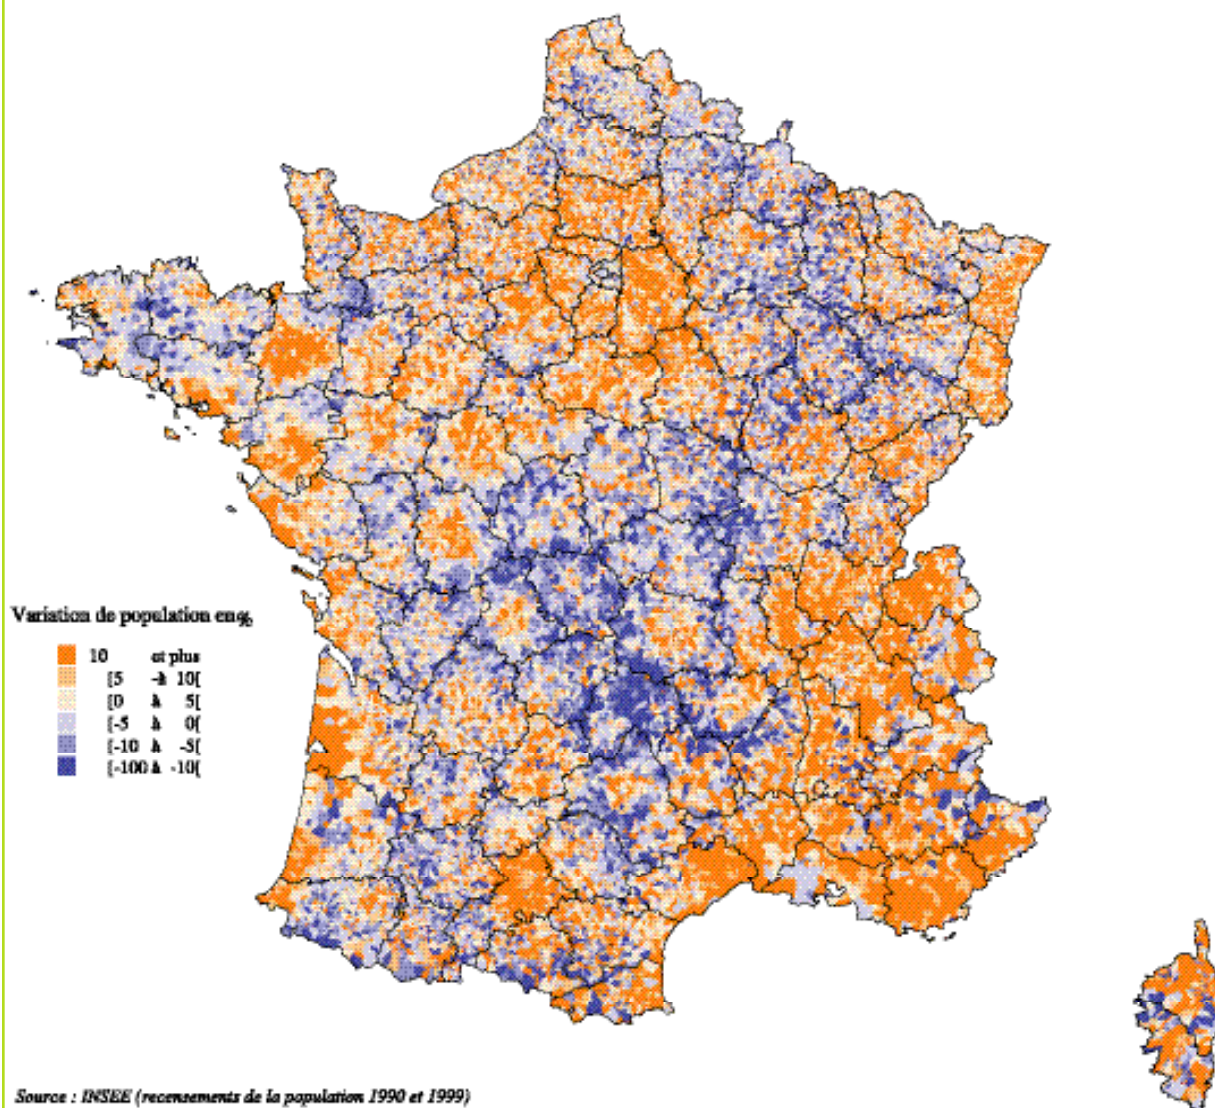 Variation de population en %
10 et plus
[5 à 10[
[0 à 5[
[-5 à 0[
[-10 à -5[
[-100 à -10[
Source : INSEE (recensements de la population 1990 et 1999)